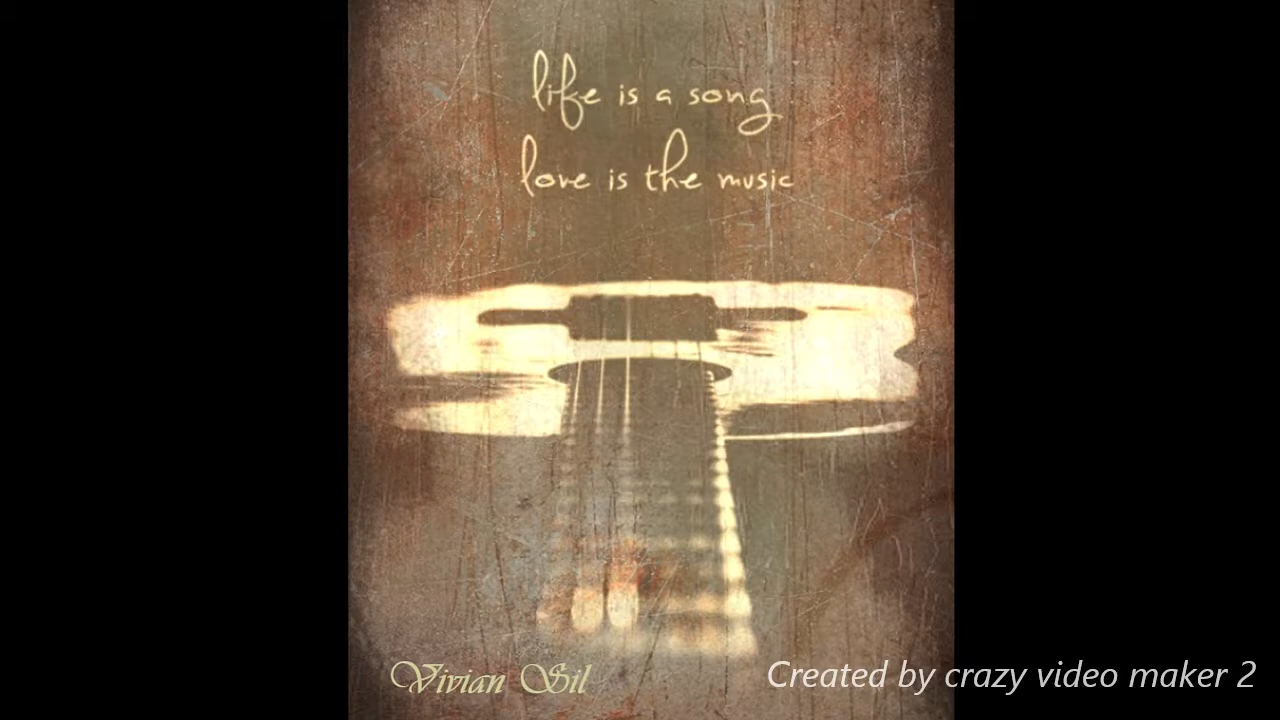 life is a song
love is the music
Vivian Sil
Created by crazy video maker 2